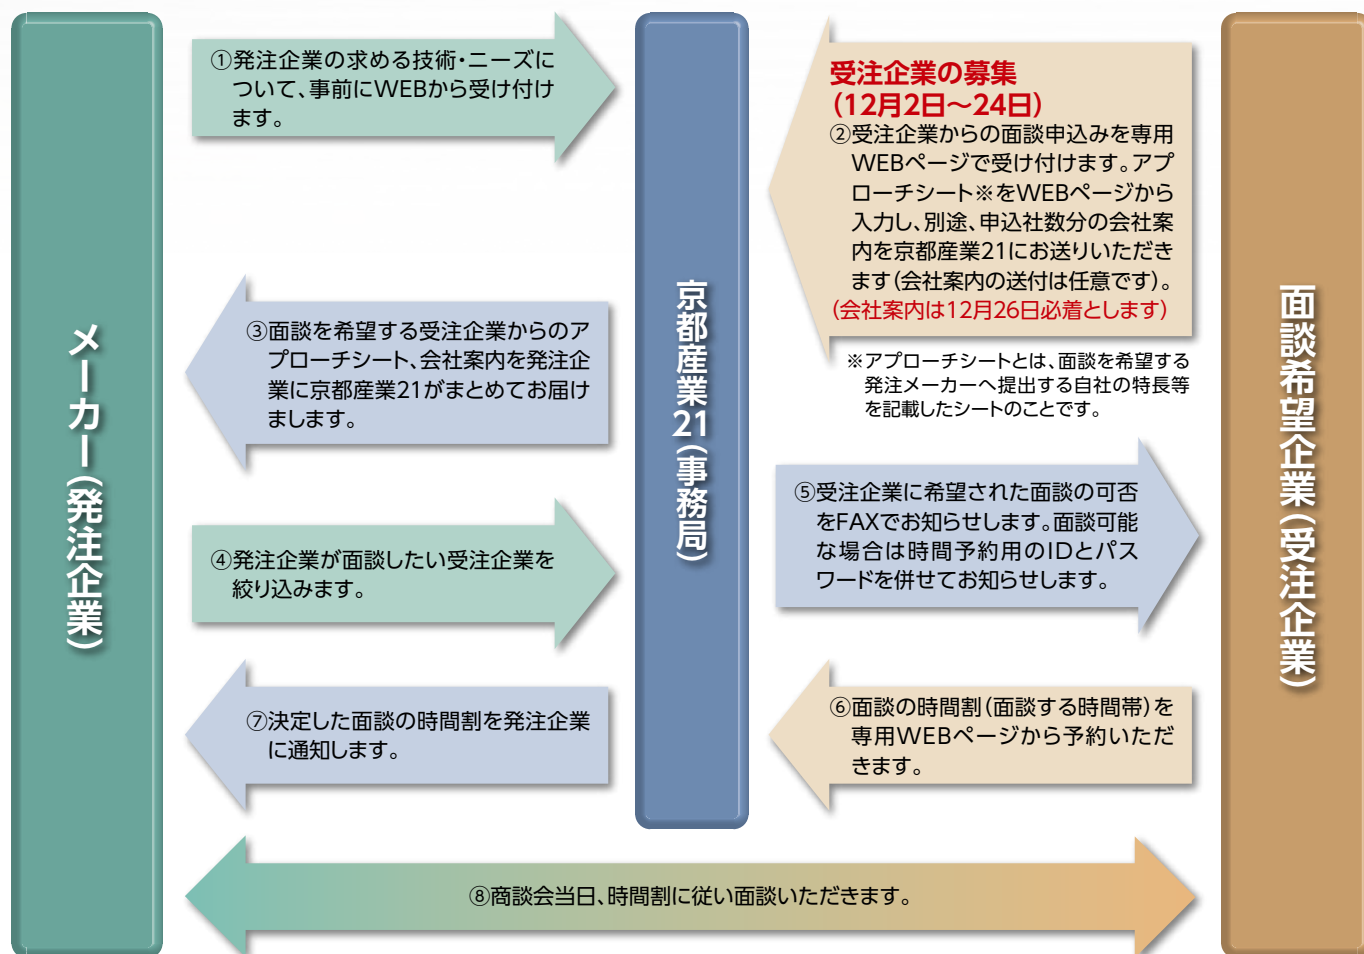 メーカー(発注企業)
①発注企業の求める技術・ニーズに
ついて、事前にWEBから受け付け
ます。
京都産業21(事務局)
受注企業の募集
(12月2日～24日)
②受注企業からの面談申込みを専用
WEBページで受け付けます。アプ
ローチシート※をWEBページから
入力し、別途、申込社数分の会社案
内を京都産業21にお送りいただき
ます(会社案内の送付は任意です)。
(会社案内は12月26日必着とします)
※アプローチシートとは、面談を希望する
発注メーカーへ提出する自社の特長等
を記載したシートのことです。
面談希望企業(受注企業)
③面談を希望する受注企業からのア
プローチシート、会社案内を発注企
業に京都産業21がまとめてお届け
まします。
④発注企業が面談したい受注企業を
絞り込みます。
⑤受注企業に希望された面談の可否
をFAXでお知らせします。面談可能
な場合は時間予約用のIDとパス
ワードを併せてお知らせします。
⑥面談の時間割(面談する時間帯)を
専用WEBページから予約いただ
きます。
⑦決定した面談の時間割を発注企業
に通知します。
⑧商談会当日、時間割に従い面談いただきます。